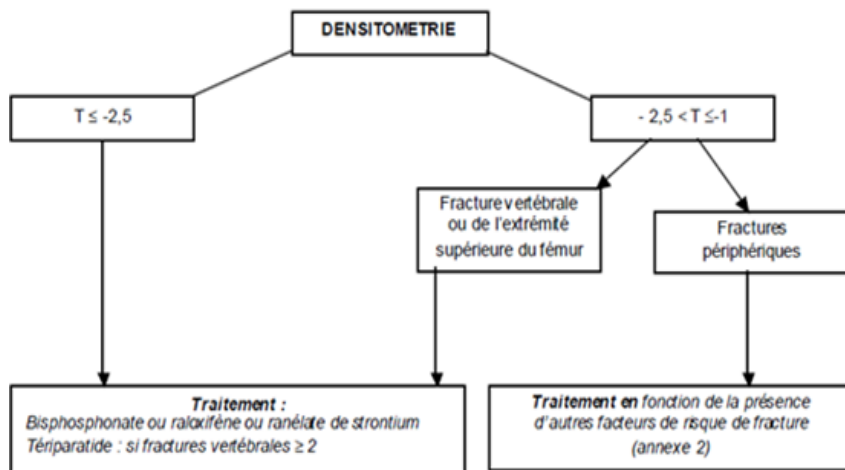 DENSITOMETRIE
T ≤ -2,5
- 2,5 < T ≤-1
Fracture vertébrale
ou de l'extrémité
supérieure du fémur
Fractures
périphériques
Traitement :
Bisphosphonate ou raloxifène ou ranélate de strontium
Tériparatide : si fractures vertébrales ≥ 2
Traitement en fonction de la présence
d'autres facteurs de risque de fracture
(annexe 2)